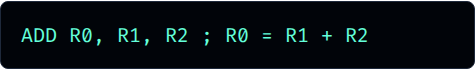 ADD R0, R1, R2 ; R0 = R1 + R2